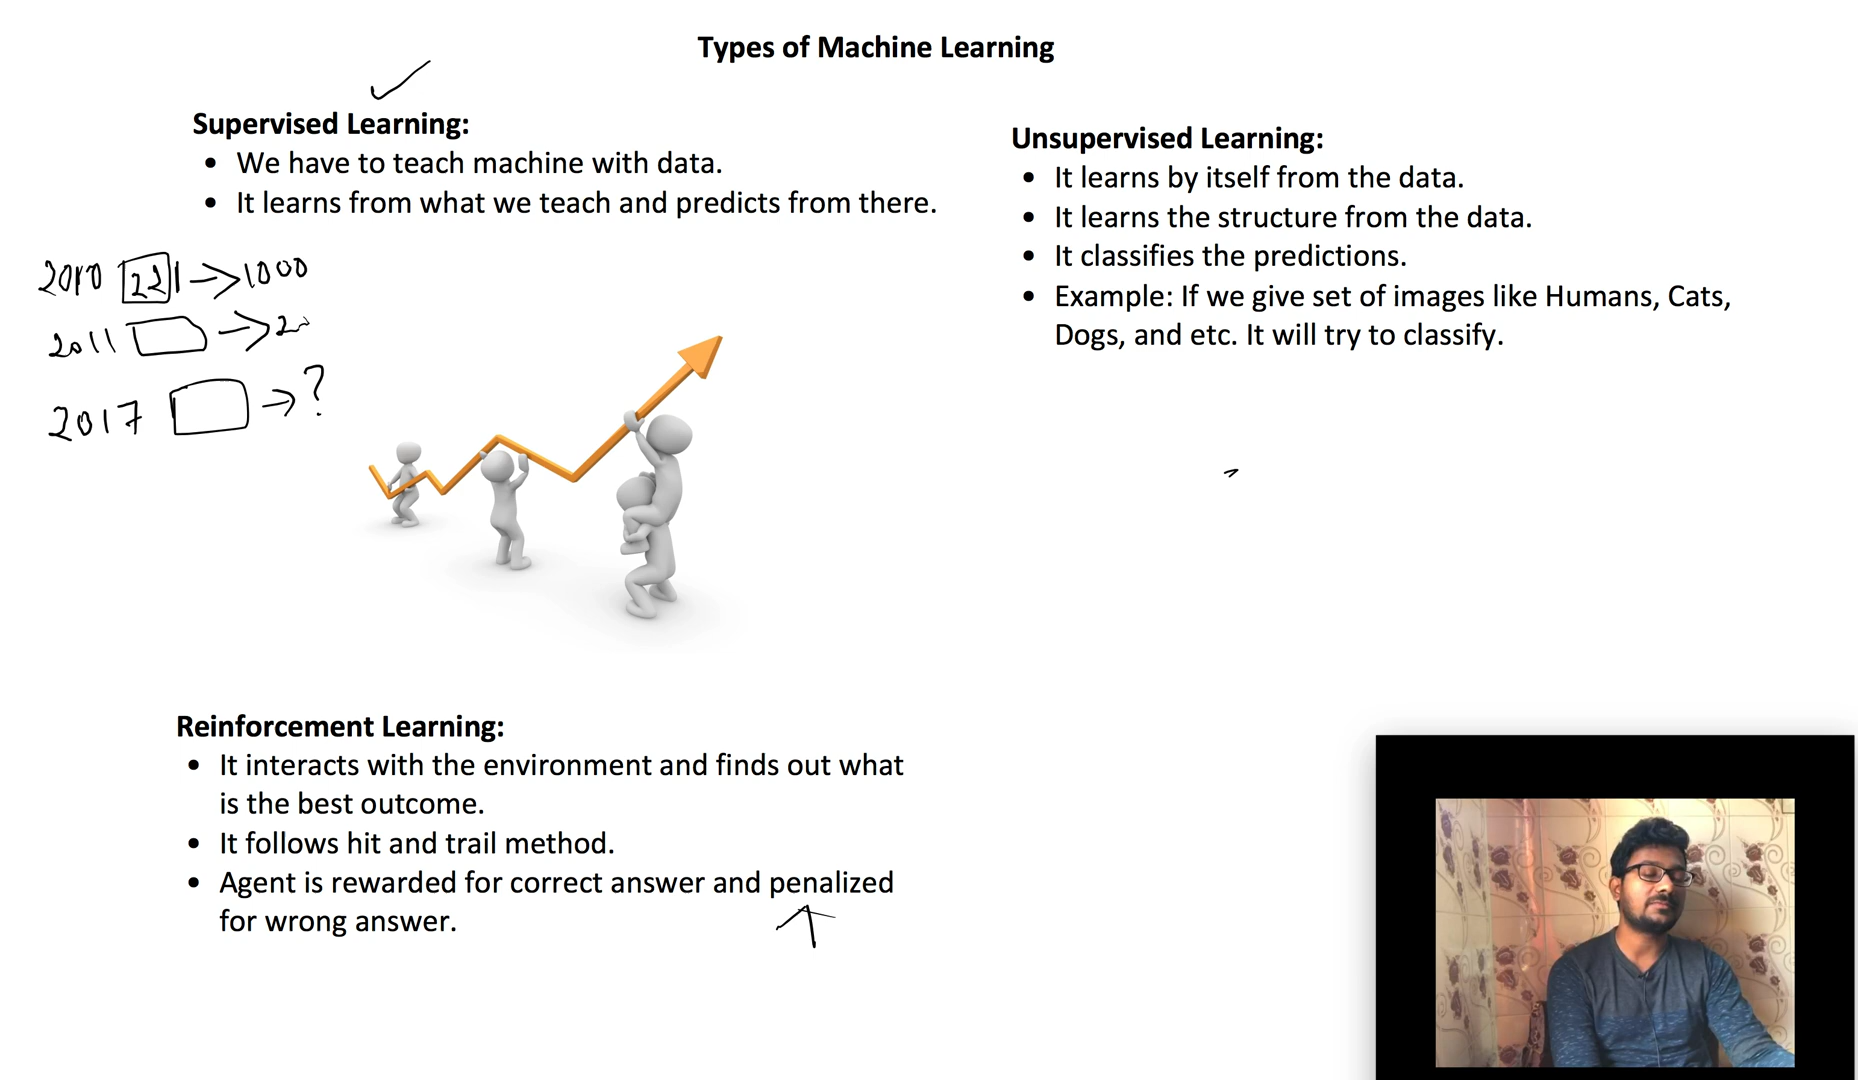 Types of Machine Learning
Supervised Learning:
• We have to teach machine with data.
• It learns from what we teach and predicts from there.
2010 221 →1000
2011 →
2017 → ?
Unsupervised Learning:
• It learns by itself from the data.
• It learns the structure from the data.
• It classifies the predictions.
• Example: If we give set of images like Humans, Cats,
Dogs, and etc. It will try to classify.
Reinforcement Learning:
• It interacts with the environment and finds out what
is the best outcome.
• It follows hit and trail method.
• Agent is rewarded for correct answer and penalized
for wrong answer.